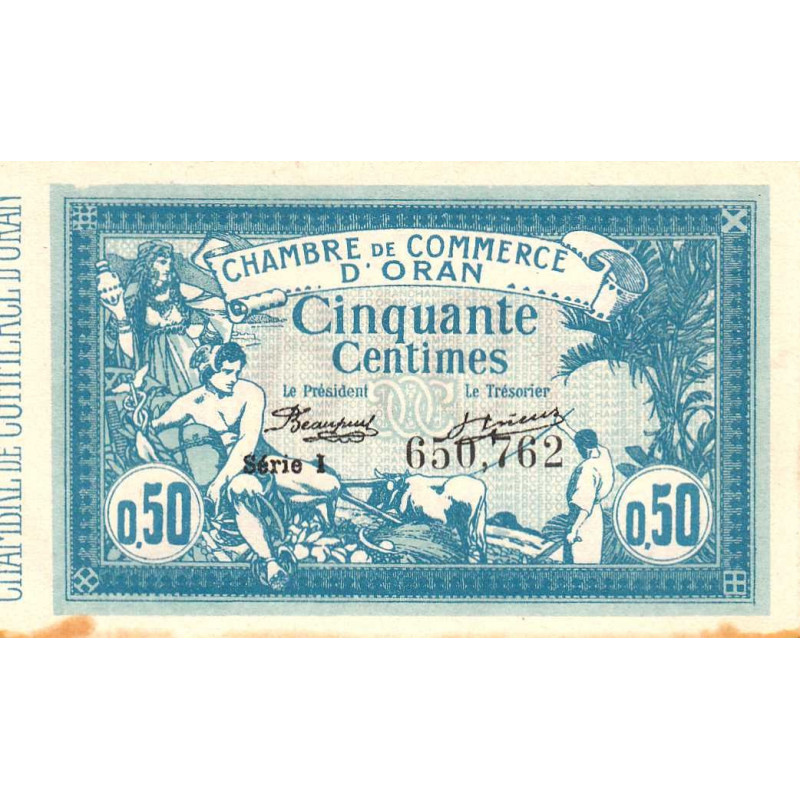 CHAMBRE DE COMMERCE D'ORAN
CHAMBRE DE COMMERCE
D'ORAN
Cinquante
Centimes
Le Président Le Trésorier
Série I 650,762
0,50 0,50